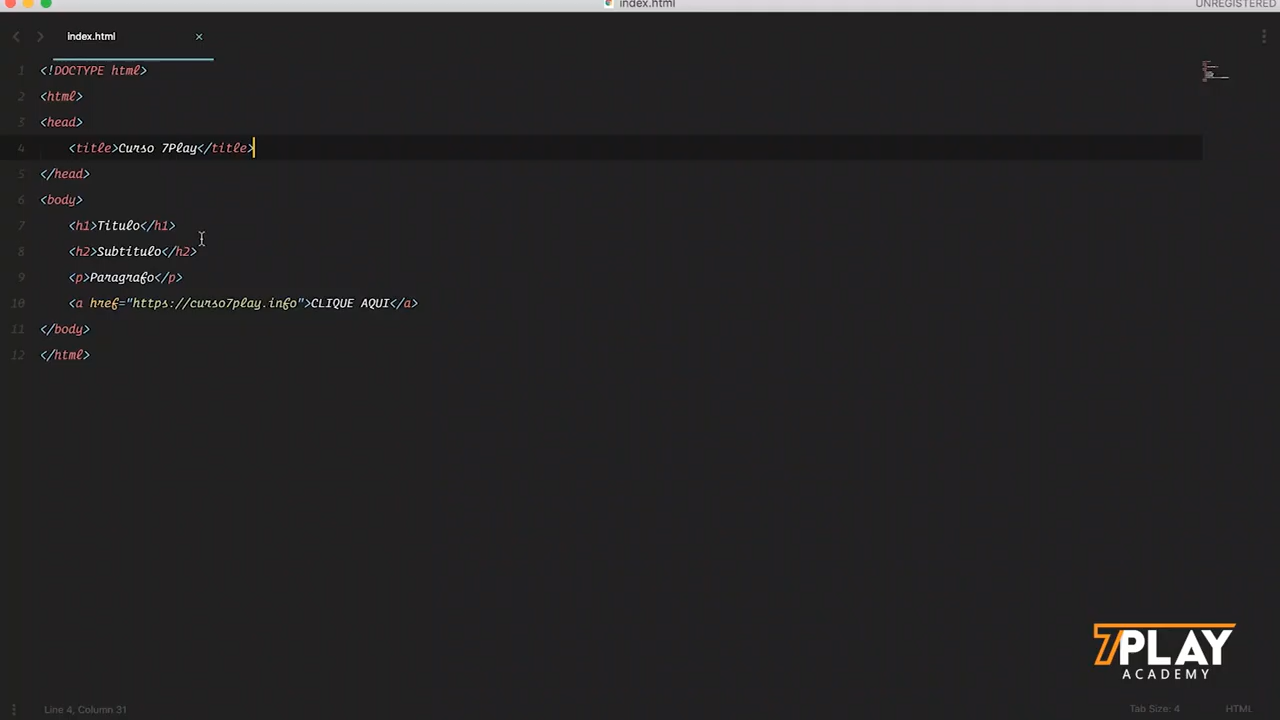 index.html
UNREGISTERED
index.html ×
1 <!DOCTYPE html>
2 <html>
3 <head>
4 <title>Curso 7Play</title>
5 </head>
6 <body>
7 <h1>Titulo</h1>
8 <h2>Subtitulo</h2>
9 <p>Paragrafo</p>
10 <a href="https://curso7play.info">CLIQUE AQUI</a>
11 </body>
12 </html>
7PLAY
ACADEMY
Line 4, Column 31
Tab Size: 4
HTML